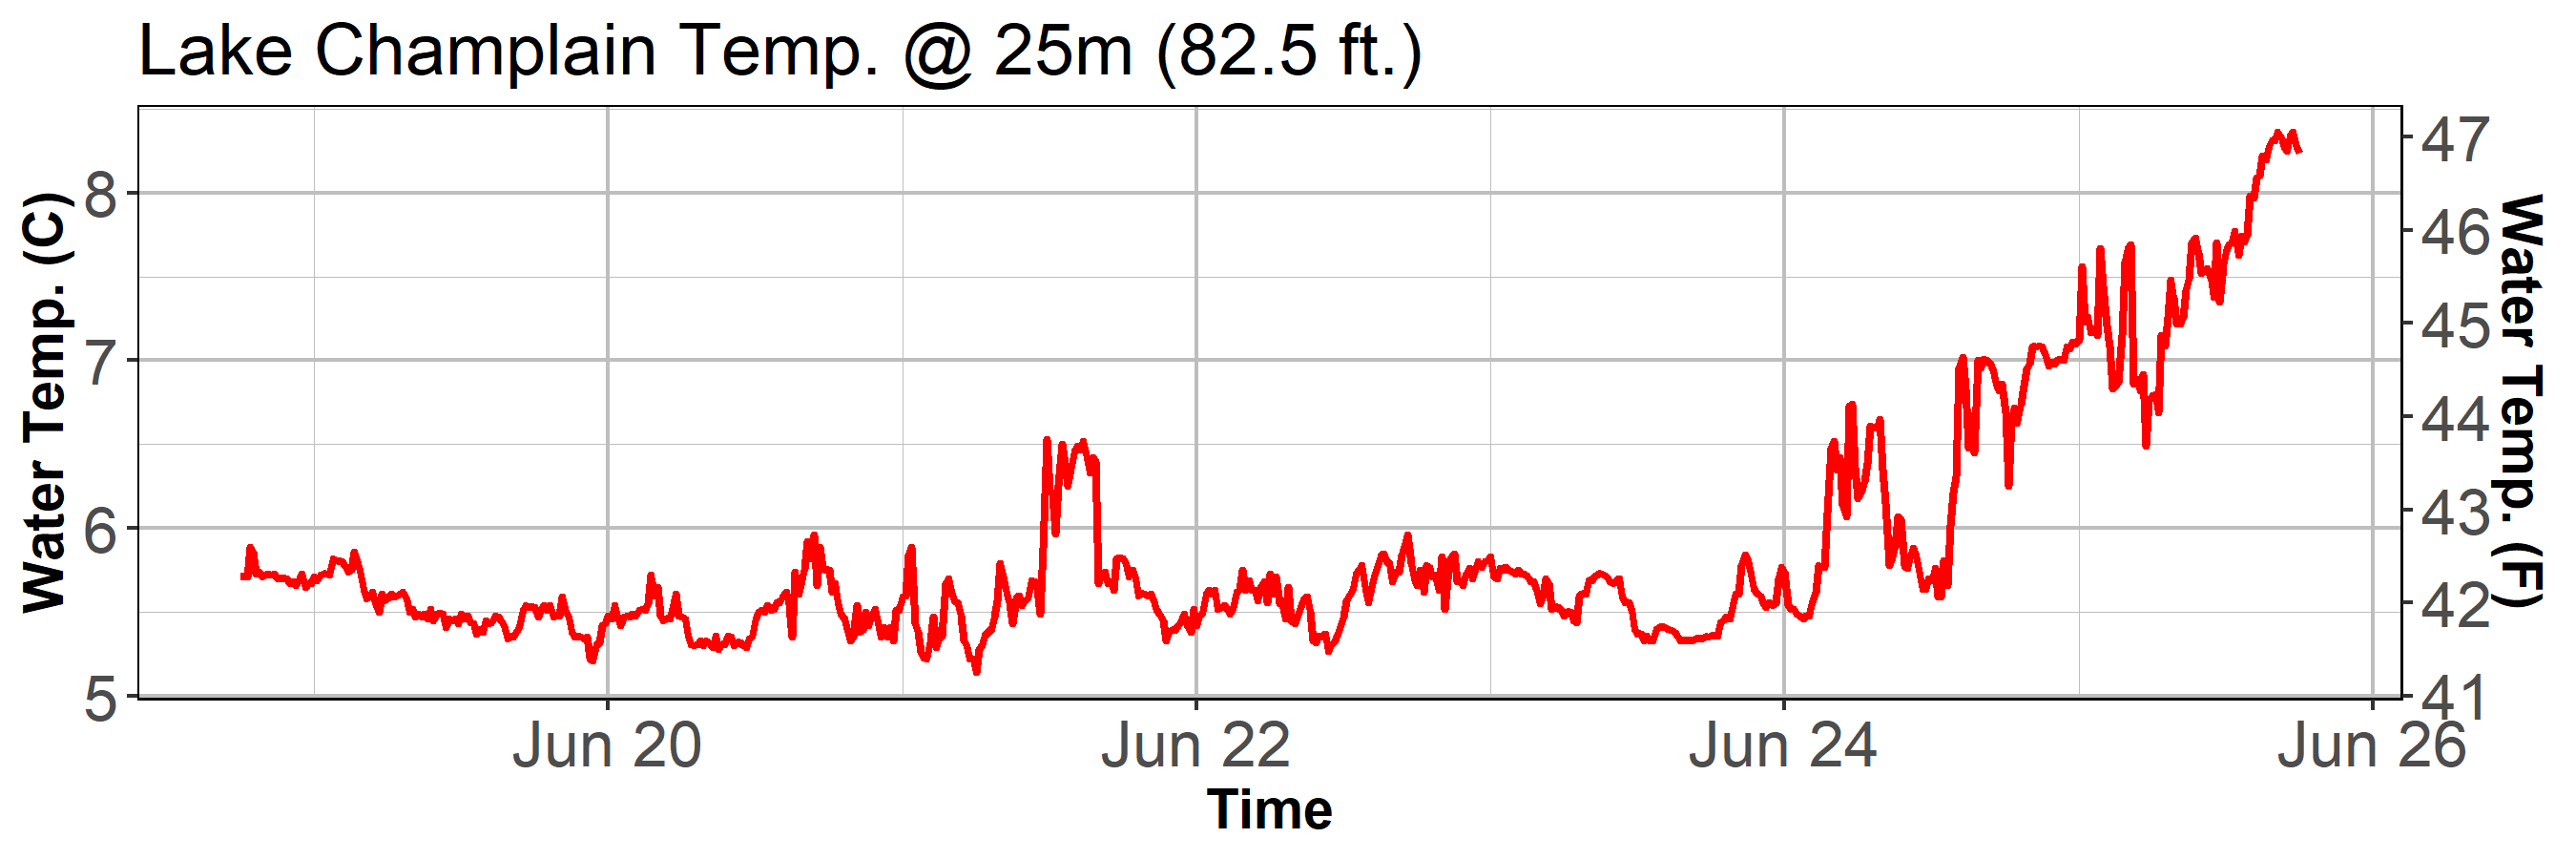 Lake Champlain Temp. @ 25m (82.5 ft.)
Water Temp. (C)
8
7
6
5
47
46
45
44
43
42
41
Water Temp. (F)
Jun 20
Jun 22
Jun 24
Jun 26
Time